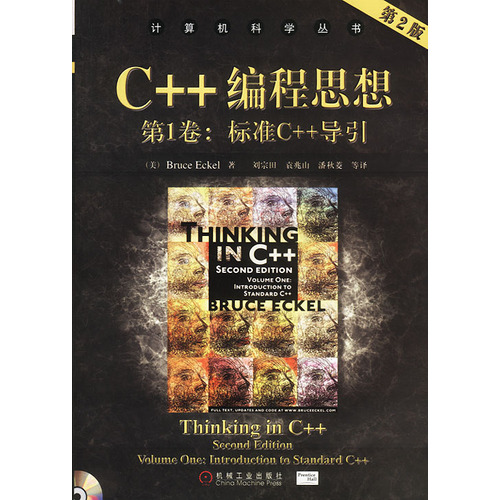 计算机科学丛书
第2版
C++编程思想
第1卷：标准C++导引
（美） Bruce Eckel 著 刘宗田 袁兆山 潘秋菱 等译
THINKING
IN C++
SECOND EDITION
VOLUME ONE:
INTRODUCTION TO
STANDARD C++
BRUCE ECKEL
FULL TEXT, UPDATES AND CODE AT WWW.BRUCEECKEL.COM
Thinking in C++
Second Edition
Volume One: Introduction to Standard C++
机械工业出版社
China Machine Press
Prentice
Hall